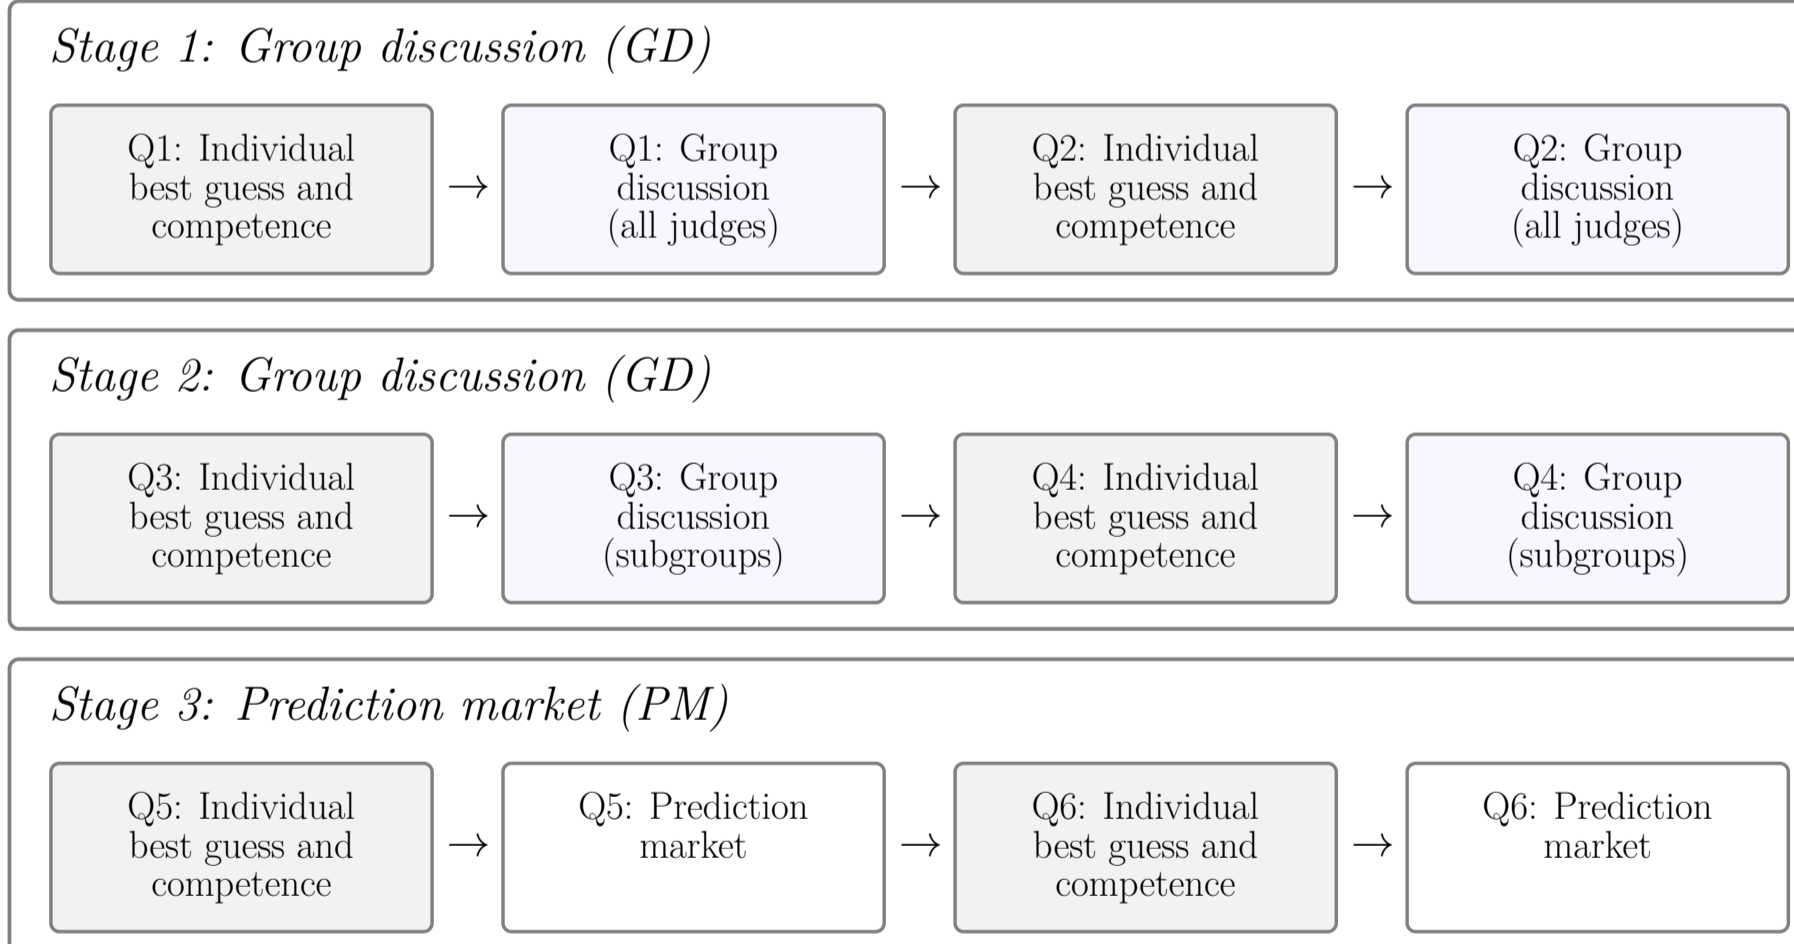 Stage 1: Group discussion (GD)
Q1: Individual
best guess and
competence
→
Q1: Group
discussion
(all judges)
→
Q2: Individual
best guess and
competence
→
Q2: Group
discussion
(all judges)
Stage 2: Group discussion (GD)
Q3: Individual
best guess and
competence
→
Q3: Group
discussion
(subgroups)
→
Q4: Individual
best guess and
competence
→
Q4: Group
discussion
(subgroups)
Stage 3: Prediction market (PM)
Q5: Individual
best guess and
competence
→
Q5: Prediction
market
→
Q6: Individual
best guess and
competence
→
Q6: Prediction
market